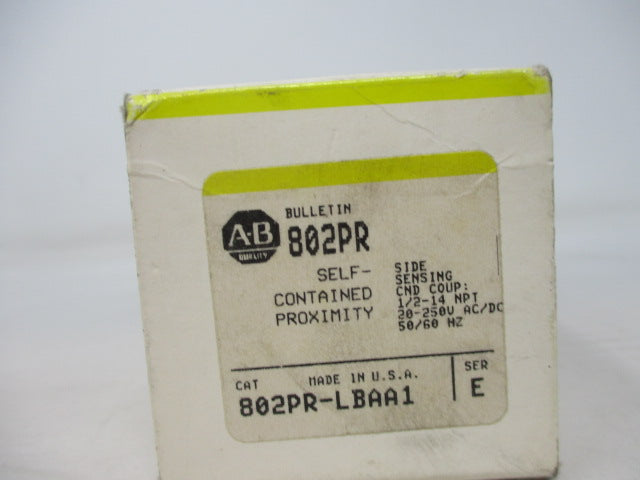 BULLETIN
A-B
QUALITY
802PR
SELF-
CONTAINED
PROXIMITY
SIDE
SENSING
CND COUP:
1/2-14 NPT
20-250V AC/DC
50/60 HZ
CAT
MADE IN U.S.A.
802PR-LBAA1
SER
E